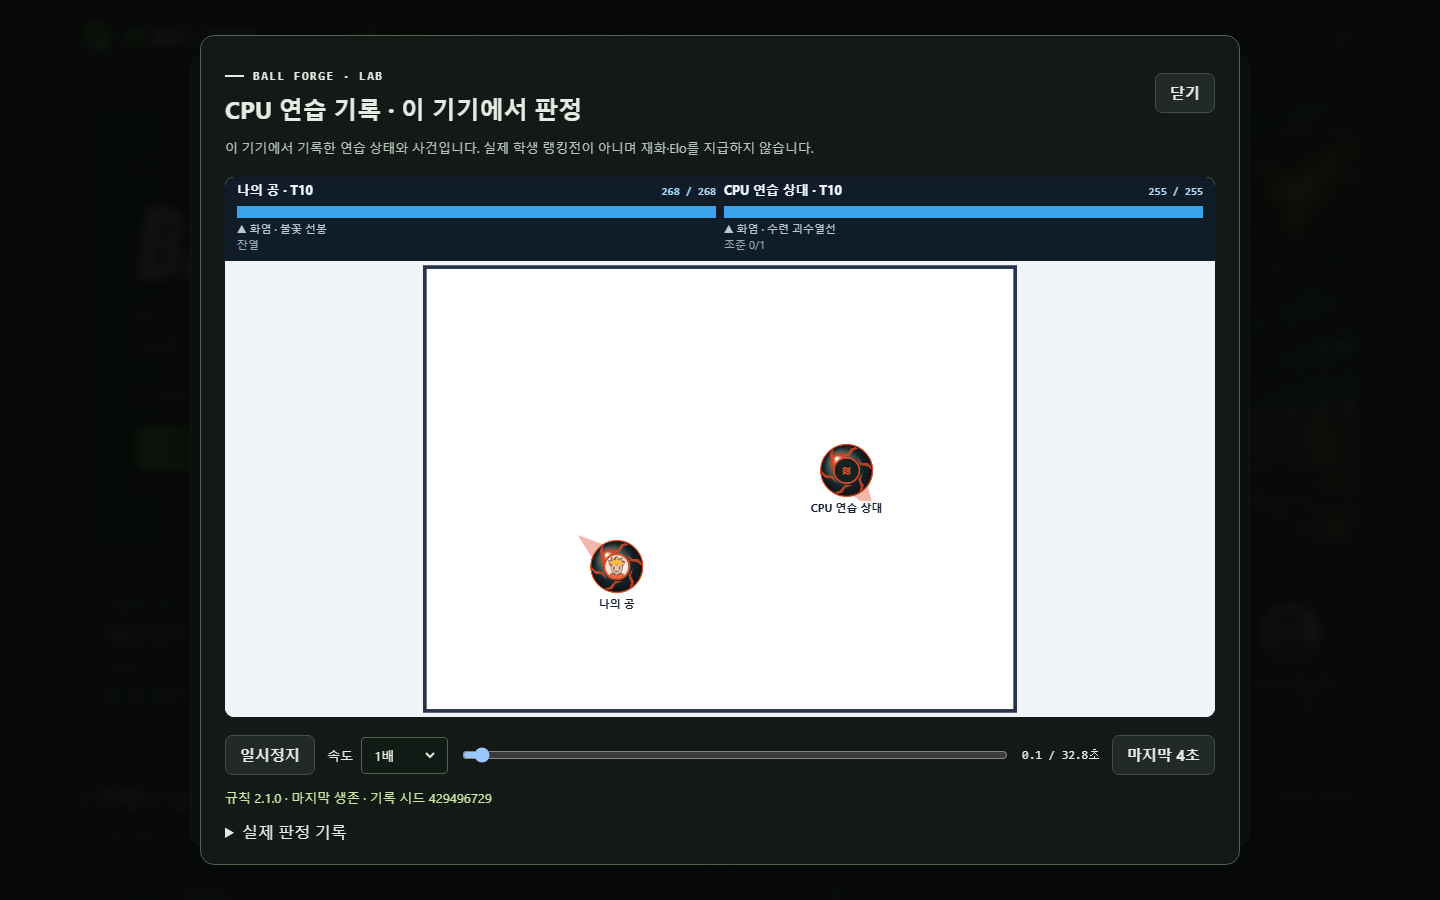 BALL FORGE · LAB
CPU 연습 기록 · 이 기기에서 판정
닫기
이 기기에서 기록한 연습 상태와 사건입니다. 실제 학생 랭킹전이 아니며 재화·Elo를 지급하지 않습니다.
나의 공 · T10 268 / 268 CPU 연습 상대 · T10 255 / 255
▲ 화염 · 불꽃 선봉 ▲ 화염 · 수련 괴수열선
잔열 조준 0/1
CPU 연습 상대
나의 공
일시정지 속도 1배 0.1 / 32.8초 마지막 4초
규칙 2.1.0 · 마지막 생존 · 기록 시드 429496729
▶ 실제 판정 기록